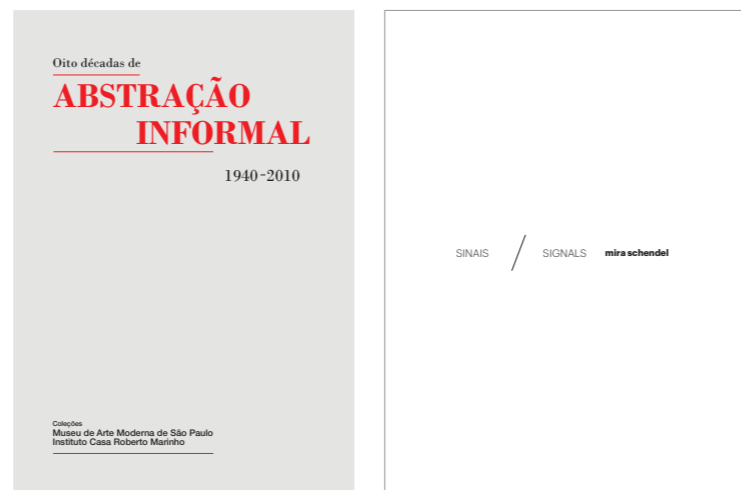 Oito décadas de
ABSTRAÇÃO
INFORMAL
1940-2010
Coleções
Museu de Arte Moderna de São Paulo
Instituto Casa Roberto Marinho
SINAIS / SIGNALS mira schendel